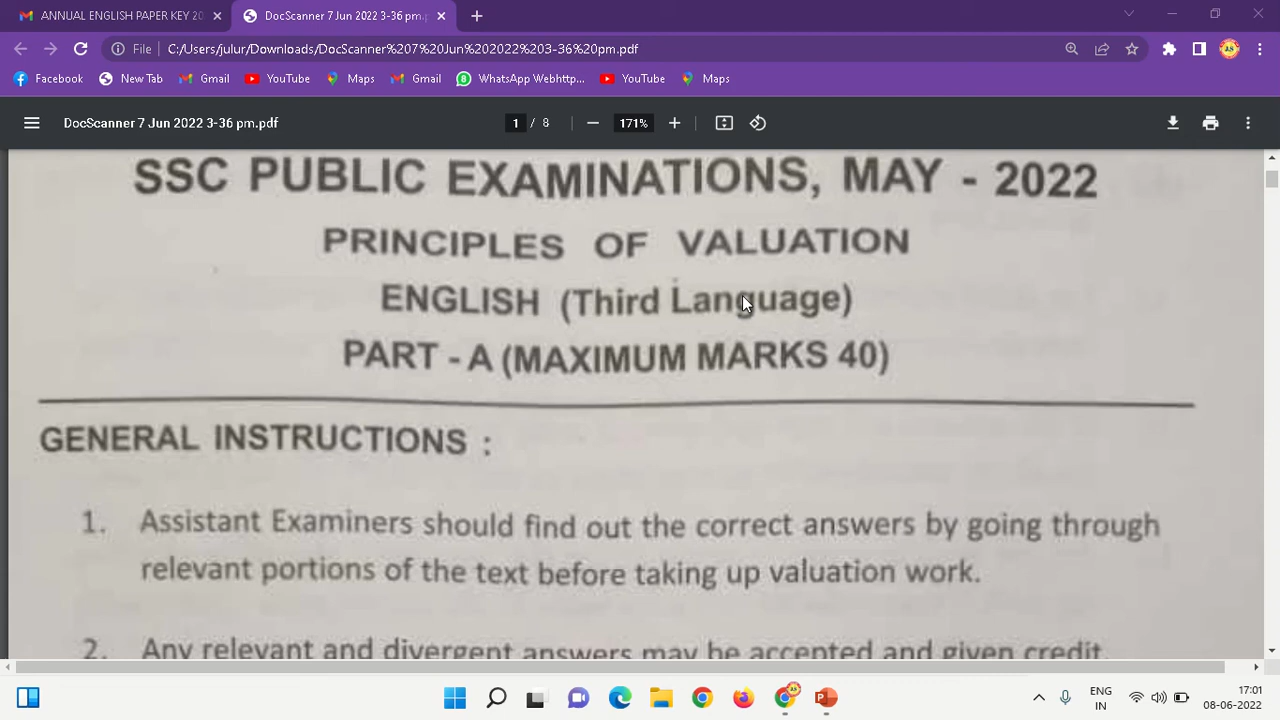 ANNUAL ENGLISH PAPER KEY 20
DocScanner 7 Jun 2022 3-36 pm.p
File C:/Users/julur/Downloads/DocScanner%207%20Jun%202022%203-36%20pm.pdf
Facebook New Tab Gmail YouTube Maps Gmail WhatsApp Webhttp... YouTube Maps
DocScanner 7 Jun 2022 3-36 pm.pdf 1 / 8 171%
SSC PUBLIC EXAMINATIONS, MAY - 2022
PRINCIPLES OF VALUATION
ENGLISH (Third Language)
PART - A (MAXIMUM MARKS 40)
GENERAL INSTRUCTIONS :
1. Assistant Examiners should find out the correct answers by going through
relevant portions of the text before taking up valuation work.
2. Any relevant and divergent answers may be accepted and given credit.
ENG
IN
17:01
08-06-2022